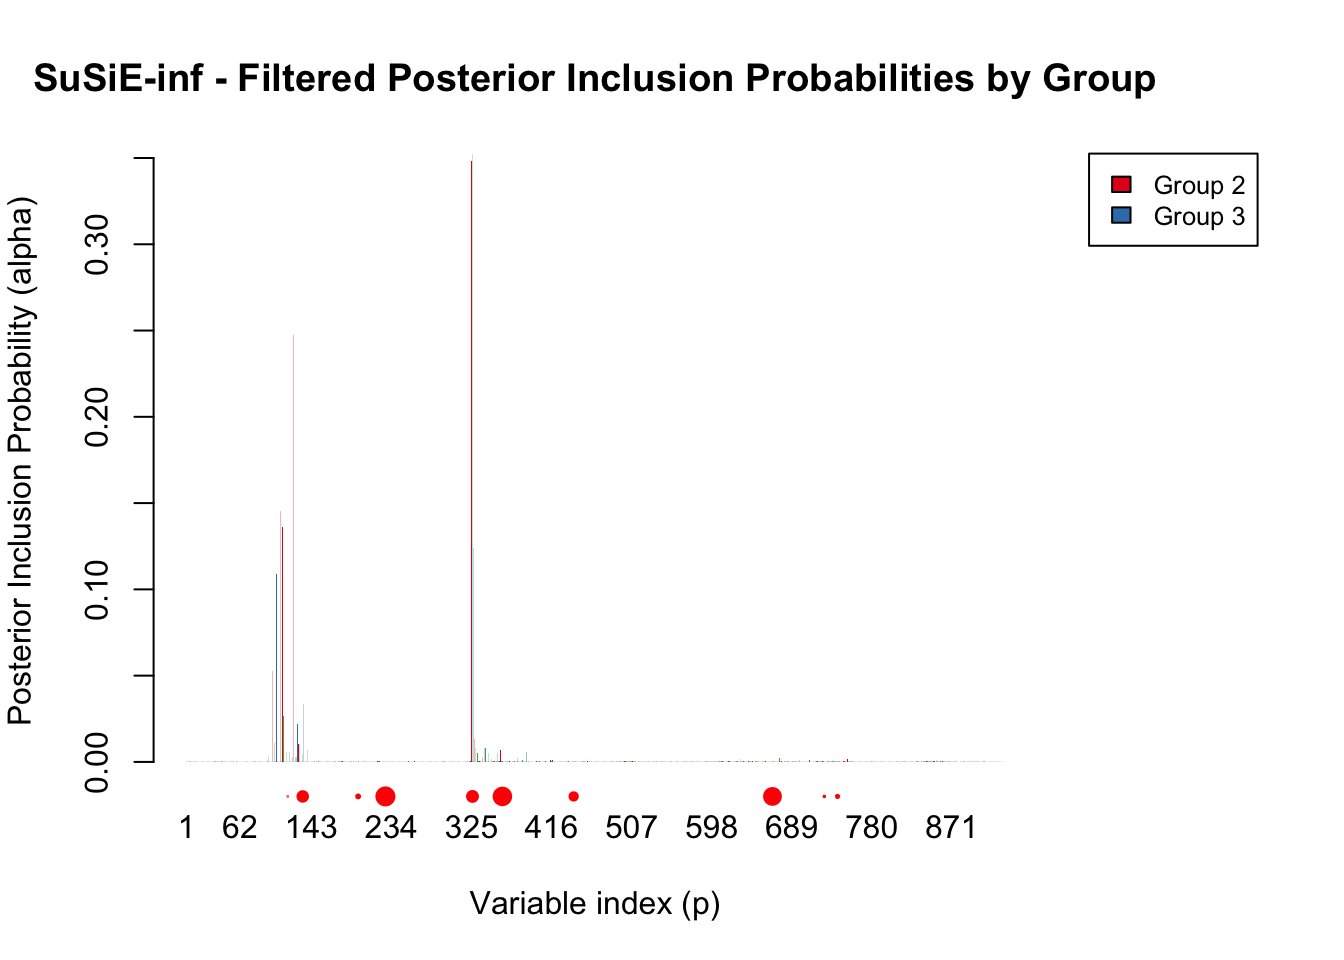 SuSiE-inf - Filtered Posterior Inclusion Probabilities by Group
Posterior Inclusion Probability (alpha)
0.30
0.20
0.10
0.00
Group 2
Group 3
1 62 143 234 325 416 507 598 689 780 871
Variable index (p)